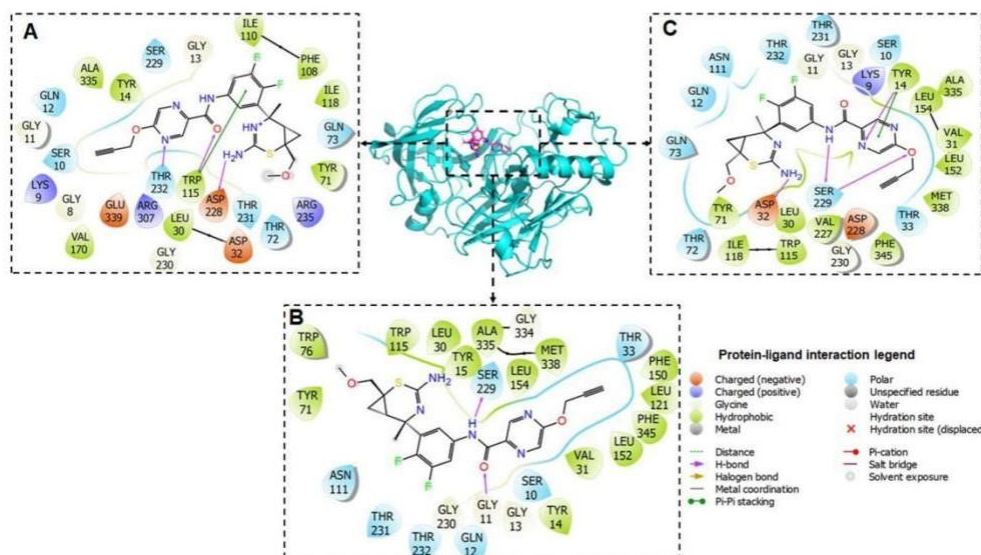 A
ILE 110
SER 229
GLY 13
PHE 108
ALA 335
TYR 14
ILE 118
GLN 12
GLN 73
GLY 11
SER 10
TYR 71
LYS 9
GLY 8
THR 232
TRP 115
ASP 228
THR 231
ARG 235
GLU 339
ARG 307
LEU 30
THR 72
VAL 170
GLY 230
ASP 32
F
F
HN
N
N
O
O
HN+
S
H₂N
O
C
THR 231
THR 232
GLY 11
GLY 13
SER 10
ASN 111
LYS 9
TYR 14
ALA 335
GLN 12
LEU 154
VAL 31
GLN 73
LEU 152
TYR 71
ASP 32
LEU 30
SER 229
VAL 227
ASP 228
THR 33
MET 338
THR 72
ILE 118
TRP 115
GLY 230
PHE 345
F
F
O
N
H
N
N
O
S
N
NH₂
O
B
TRP 76
TRP 115
LEU 30
ALA 335
GLY 334
THR 33
TYR 15
MET 338
SER 229
LEU 154
PHE 150
TYR 71
LEU 121
PHE 345
LEU 152
VAL 31
ASN 111
SER 10
THR 231
GLY 230
GLY 11
GLY 13
TYR 14
THR 232
GLN 12
O
S
NH₂
N
H
N
O
N
N
O
F
F
Protein-ligand interaction legend
Charged (negative)
Charged (positive)
Glycine
Hydrophobic
Metal
Polar
Unspecified residue
Water
Hydration site
Hydration site (displaced
Distance
H-bond
Halogen bond
Metal coordination
Pi-Pi stacking
Pi-cation
Salt bridge
Solvent exposure